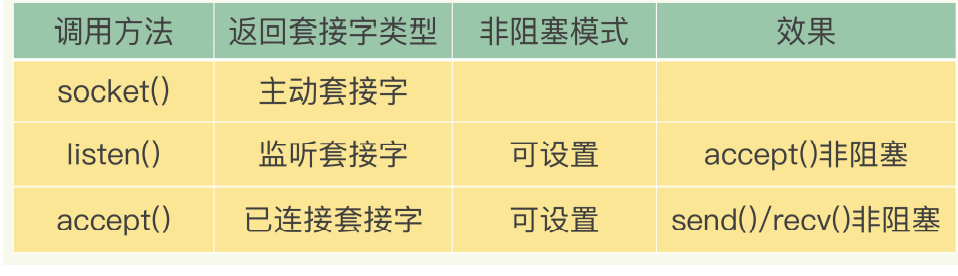 调用方法 返回套接字类型 非阻塞模式 效果
socket() 主动套接字
listen() 监听套接字 可设置 accept()非阻塞
accept() 已连接套接字 可设置 send()/recv()非阻塞